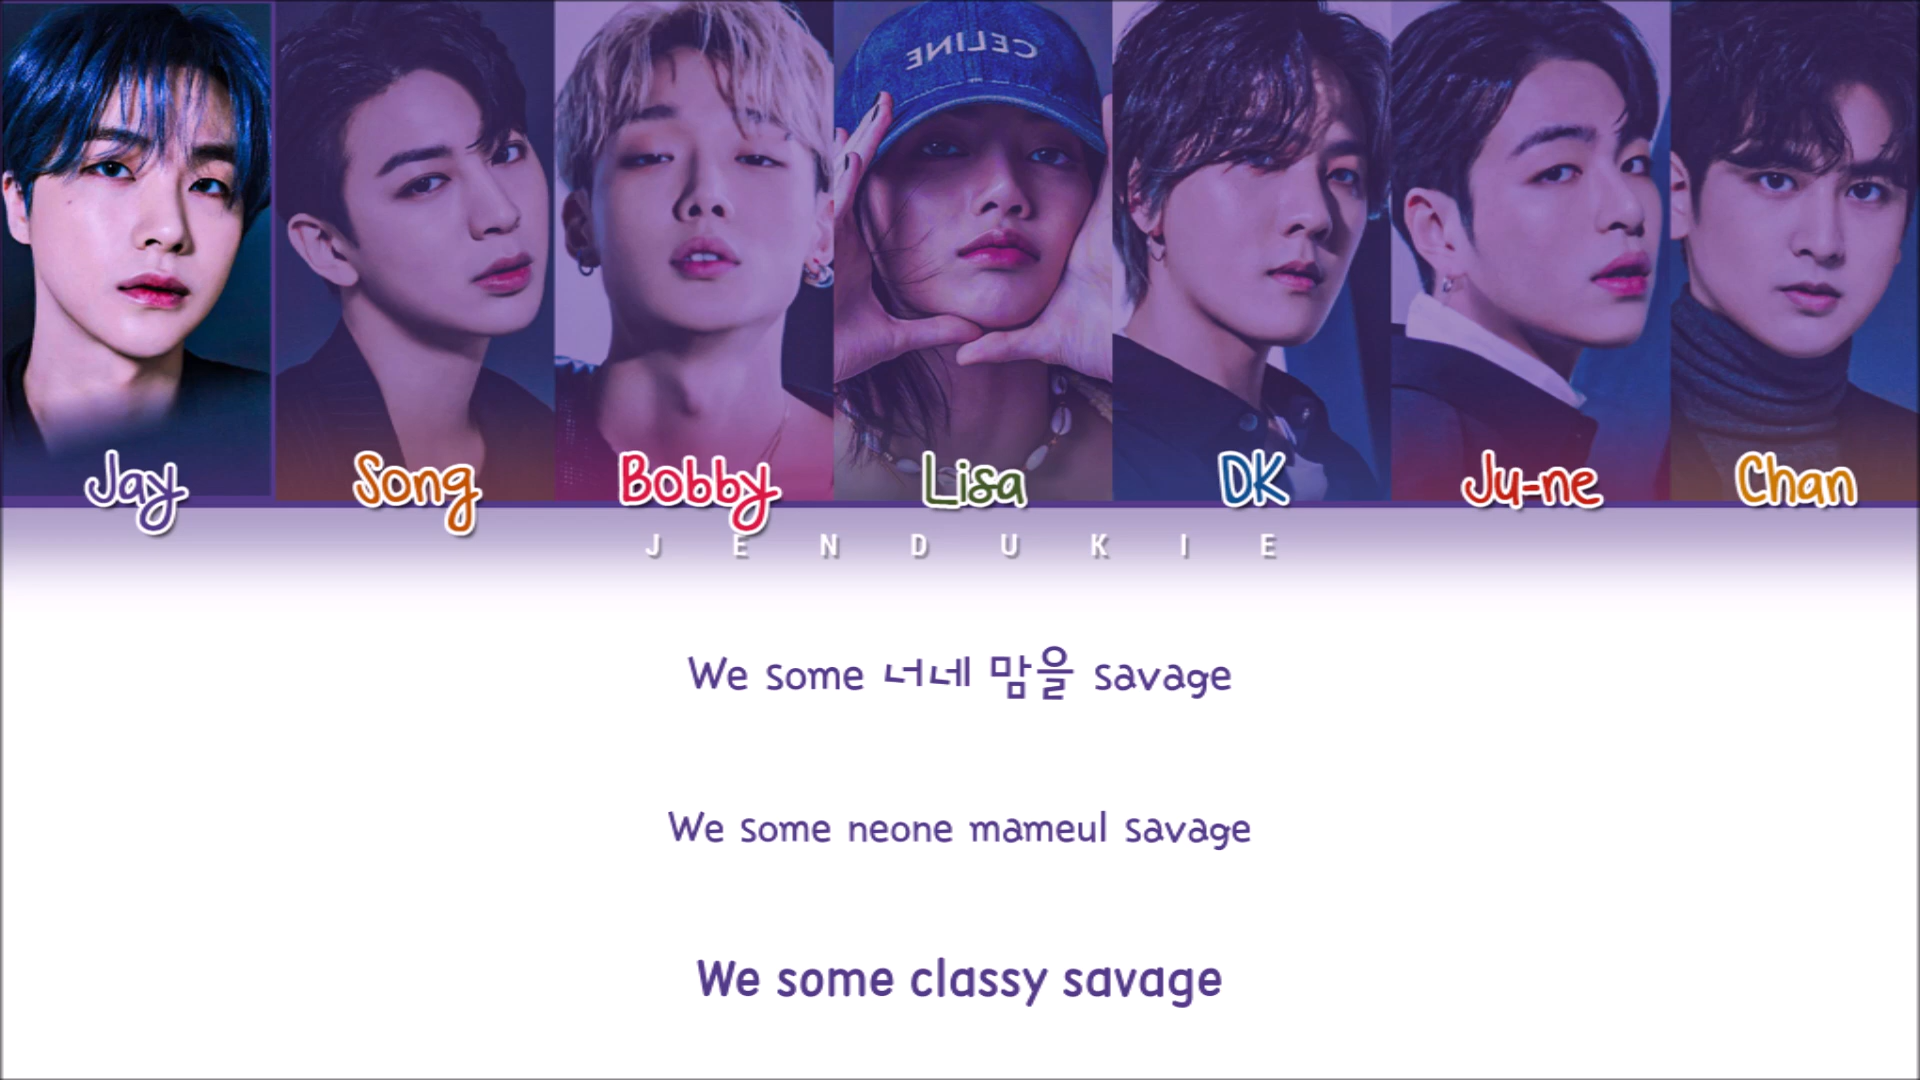 CELINE
Jay Song Bobby Lisa DK Ju-ne Chan
JENDUKIE
We some 너네 맘을 savage
We some neone mameul savage
We some classy savage